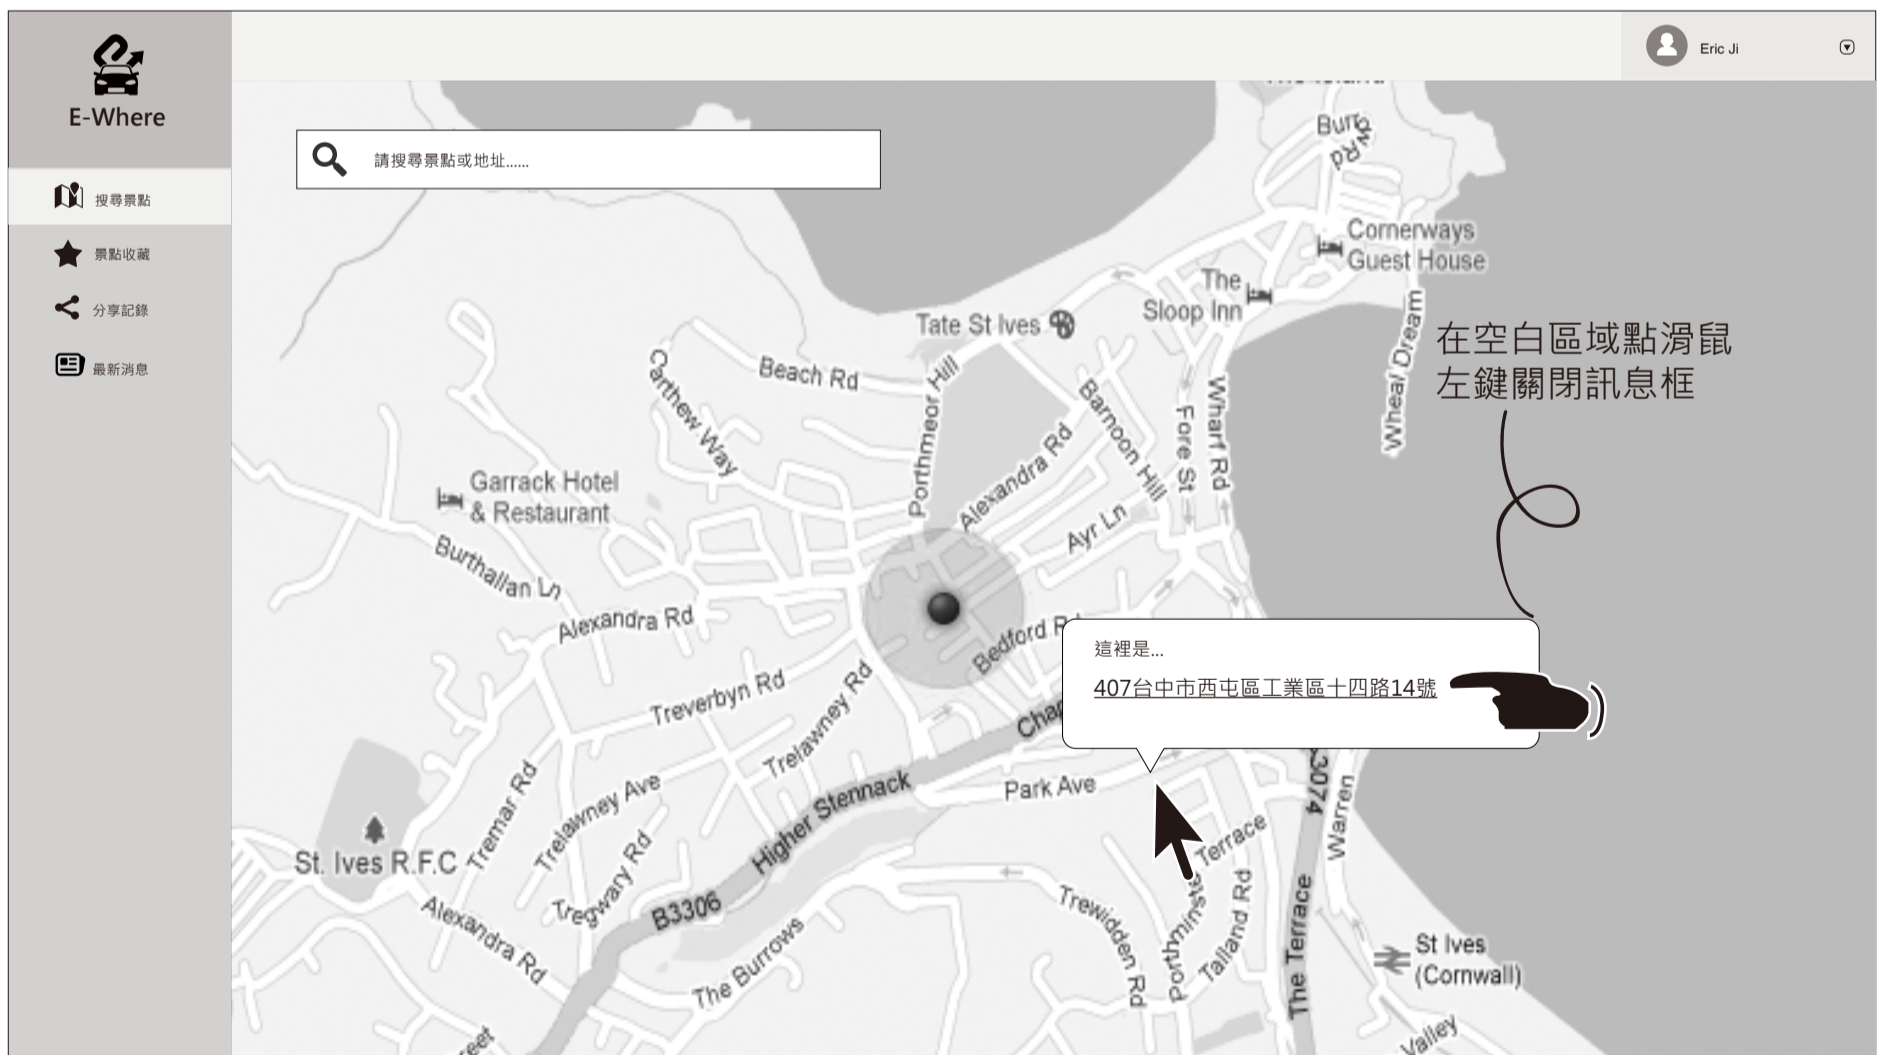 E-Where
Eric Ji
搜尋景點
景點收藏
分享記錄
最新消息
請搜尋景點或地址......
Burrow Rd
Cornerways
Guest House
The
Sloop Inn
Tate St Ives
Wheal Dream
在空白區域點滑鼠
左鍵關閉訊息框
Beach Rd
Carthew Way
Porthmeor Hill
Barnoon Hill
Fore St
Wharf Rd
Alexandra Rd
Garrack Hotel
& Restaurant
Ayr Ln
Burthallan Ln
Alexandra Rd
Bedford
這裡是...
407台中市西屯區工業區十四路14號
Treverbyn Rd
Trelawney Rd
Park Ave
3074
Warren
Higher Stennack
Tremar Rd
Trelawney Ave
Tregwary Rd
St. Ives R.F.C
Terrace
B3306
Alexandra Rd
The Burrows
Trewidden Rd
Talland Rd
The Terrace
St Ives
(Cornwall)
Valley